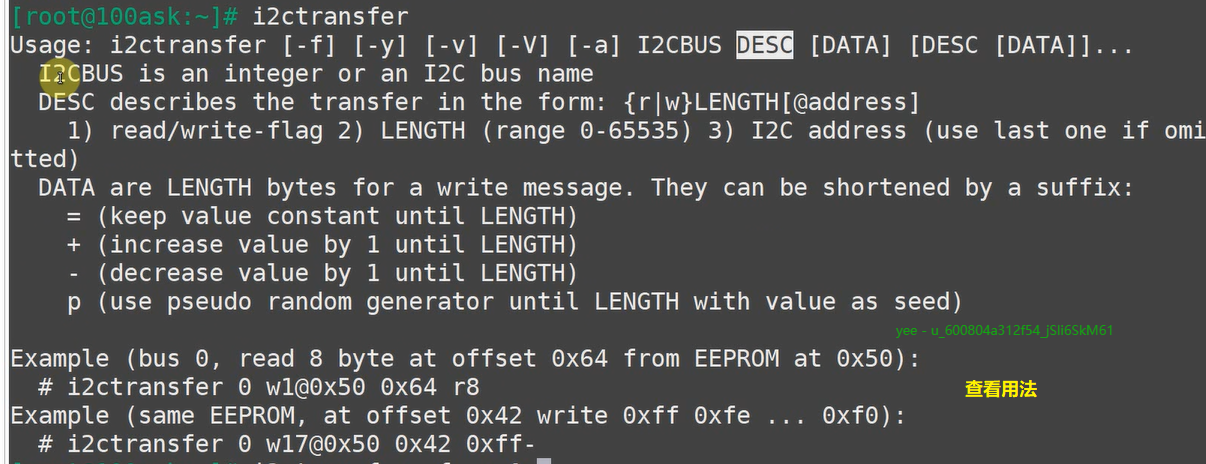 [root@100ask:~]# i2ctransfer
Usage: i2ctransfer [-f] [-y] [-v] [-V] [-a] I2CBUS DESC [DATA] [DESC [DATA]]...
I2CBUS is an integer or an I2C bus name
DESC describes the transfer in the form: {r|w}LENGTH[@address]
1) read/write-flag 2) LENGTH (range 0-65535) 3) I2C address (use last one if omi
tted)
DATA are LENGTH bytes for a write message. They can be shortened by a suffix:
= (keep value constant until LENGTH)
+ (increase value by 1 until LENGTH)
- (decrease value by 1 until LENGTH)
p (use pseudo random generator until LENGTH with value as seed)
yee - u_600804a312f54_jSIi6SkM61
Example (bus 0, read 8 byte at offset 0x64 from EEPROM at 0x50):
# i2ctransfer 0 w1@0x50 0x64 r8
查看用法
Example (same EEPROM, at offset 0x42 write 0xff 0xfe ... 0xf0):
# i2ctransfer 0 w17@0x50 0x42 0xff-